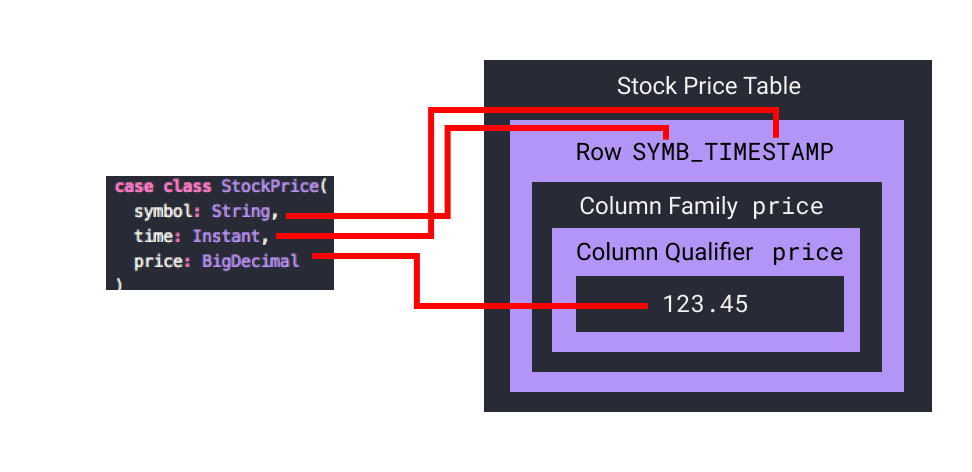 case class StockPrice(
symbol: String,
time: Instant,
price: BigDecimal
)
Stock Price Table
Row SYMB_TIMESTAMP
Column Family price
Column Qualifier price
123.45